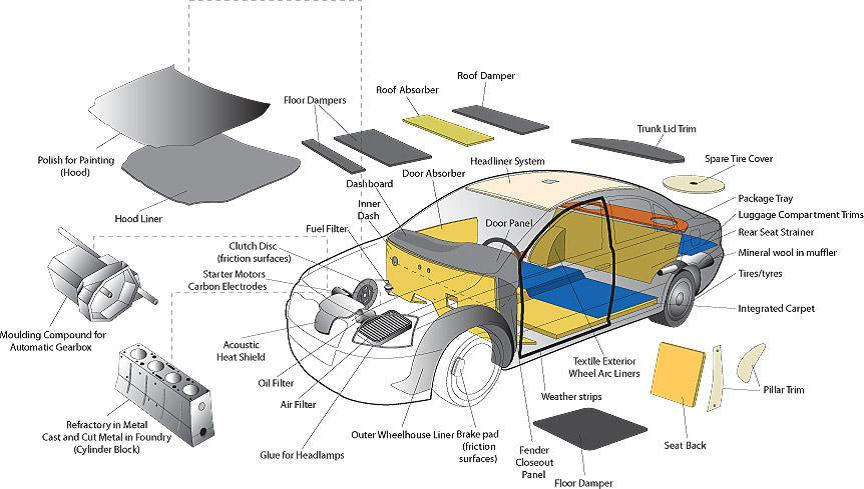 Roof Damper
Roof Absorber
Floor Dampers
Trunk Lid Trim
Polish for Painting
(Hood)
Headliner System
Spare Tire Cover
Door Absorber
Dashboard
Package Tray
Inner
Dash
Luggage Compartment Trims
Hood Liner
Door Panel
Fuel Filter
Rear Seat Strainer
Clutch Disc
(friction surfaces)
Mineral wool in muffler
Starter Motors
Carbon Electrodes
Tires/tyres
Integrated Carpet
Moulding Compound for
Automatic Gearbox
Acoustic
Heat Shield
Textile Exterior
Wheel Arc Liners
Oil Filter
Pillar Trim
Air Filter
Weather strips
Refractory in Metal
Cast and Cut Metal in Foundry
(Cylinder Block)
Outer Wheelhouse Liner
Brake pad
(friction
surfaces)
Seat Back
Glue for Headlamps
Fender
Closeout
Panel
Floor Damper